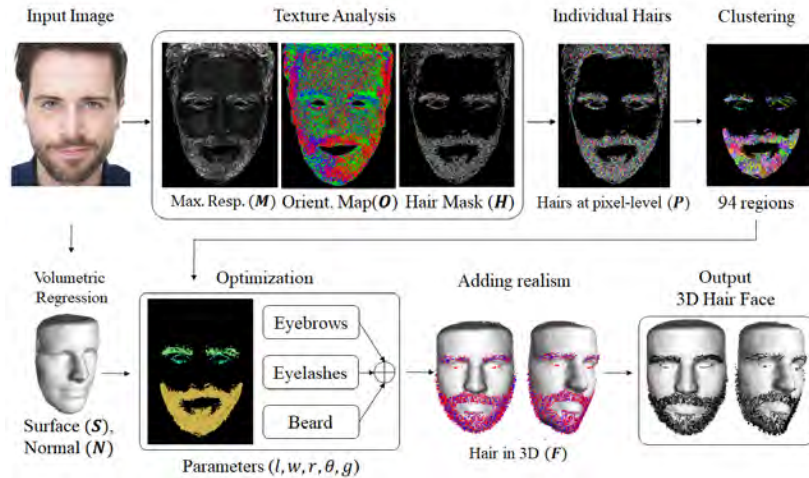 Input Image
Texture Analysis
Individual Hairs
Clustering
Max. Resp. (M)
Orient. Map(O)
Hair Mask (H)
Hairs at pixel-level (P)
94 regions
Volumetric
Regression
Optimization
Adding realism
Output
3D Hair Face
Eyebrows
Eyelashes
Beard
Surface (S),
Normal (N)
Parameters (l, w, r, θ, g)
Hair in 3D (F)